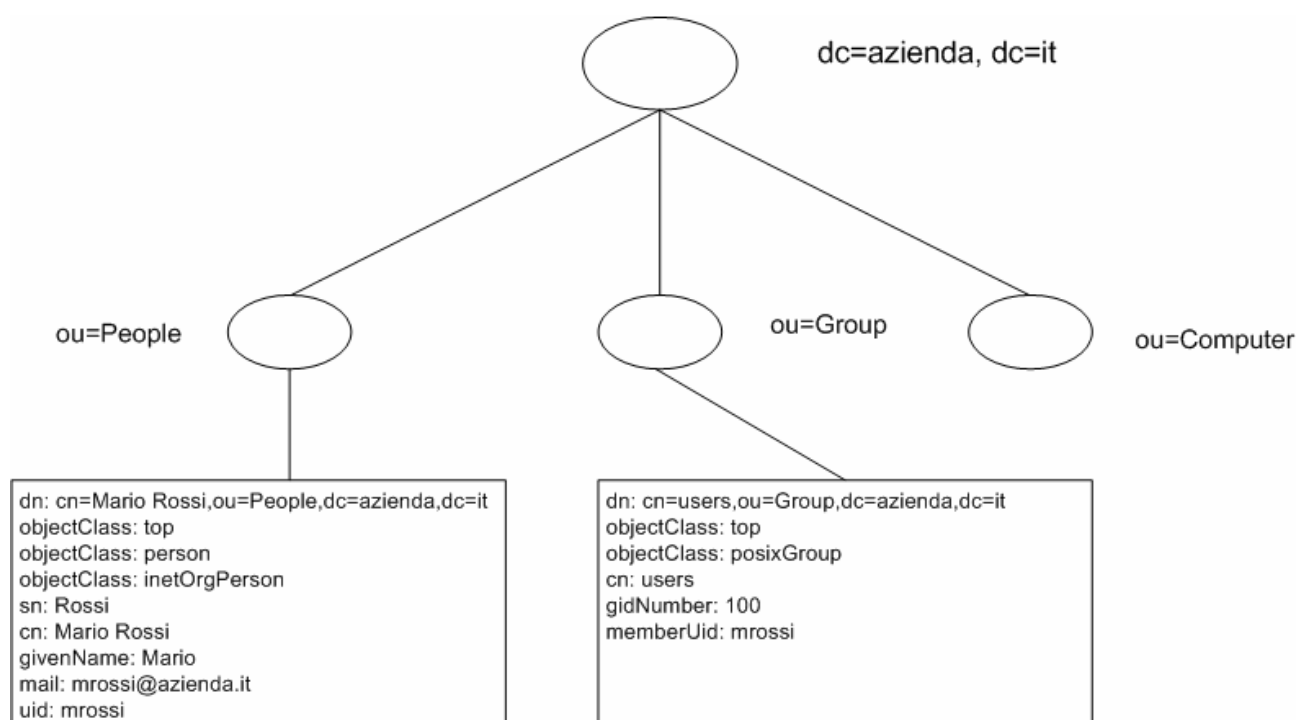 dc=azienda, dc=it
ou=People
ou=Group
ou=Computer
dn: cn=Mario Rossi,ou=People,dc=azienda,dc=it
objectClass: top
objectClass: person
objectClass: inetOrgPerson
sn: Rossi
cn: Mario Rossi
givenName: Mario
mail: mrossi@azienda.it
uid: mrossi
dn: cn=users,ou=Group,dc=azienda,dc=it
objectClass: top
objectClass: posixGroup
cn: users
gidNumber: 100
memberUid: mrossi